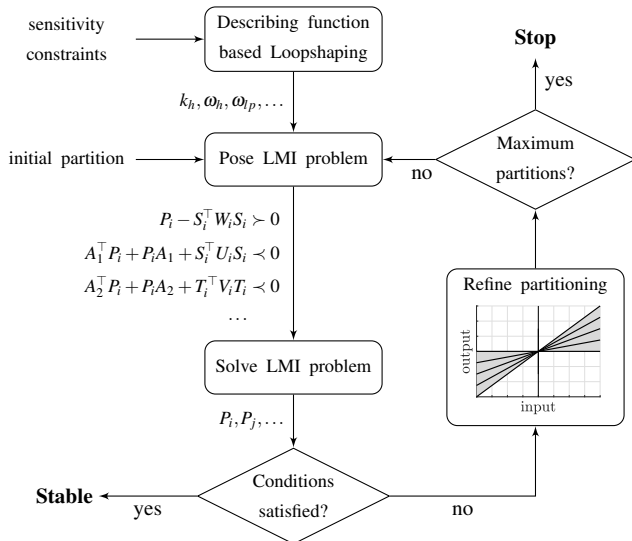 sensitivity
constraints
Describing function
based Loopshaping
Stop
yes
k_h, ω_h, ω_lp, …
initial partition
Pose LMI problem
no
Maximum
partitions?
P_i − S_i^⊤ W_i S_i ≻ 0
A_1^⊤ P_i + P_i A_1 + S_i^⊤ U_i S_i ≺ 0
A_2^⊤ P_i + P_i A_2 + T_i^⊤ V_i T_i ≺ 0
…
Refine partitioning
output
input
Solve LMI problem
P_i, P_j, …
Stable
yes
Conditions
satisfied?
no